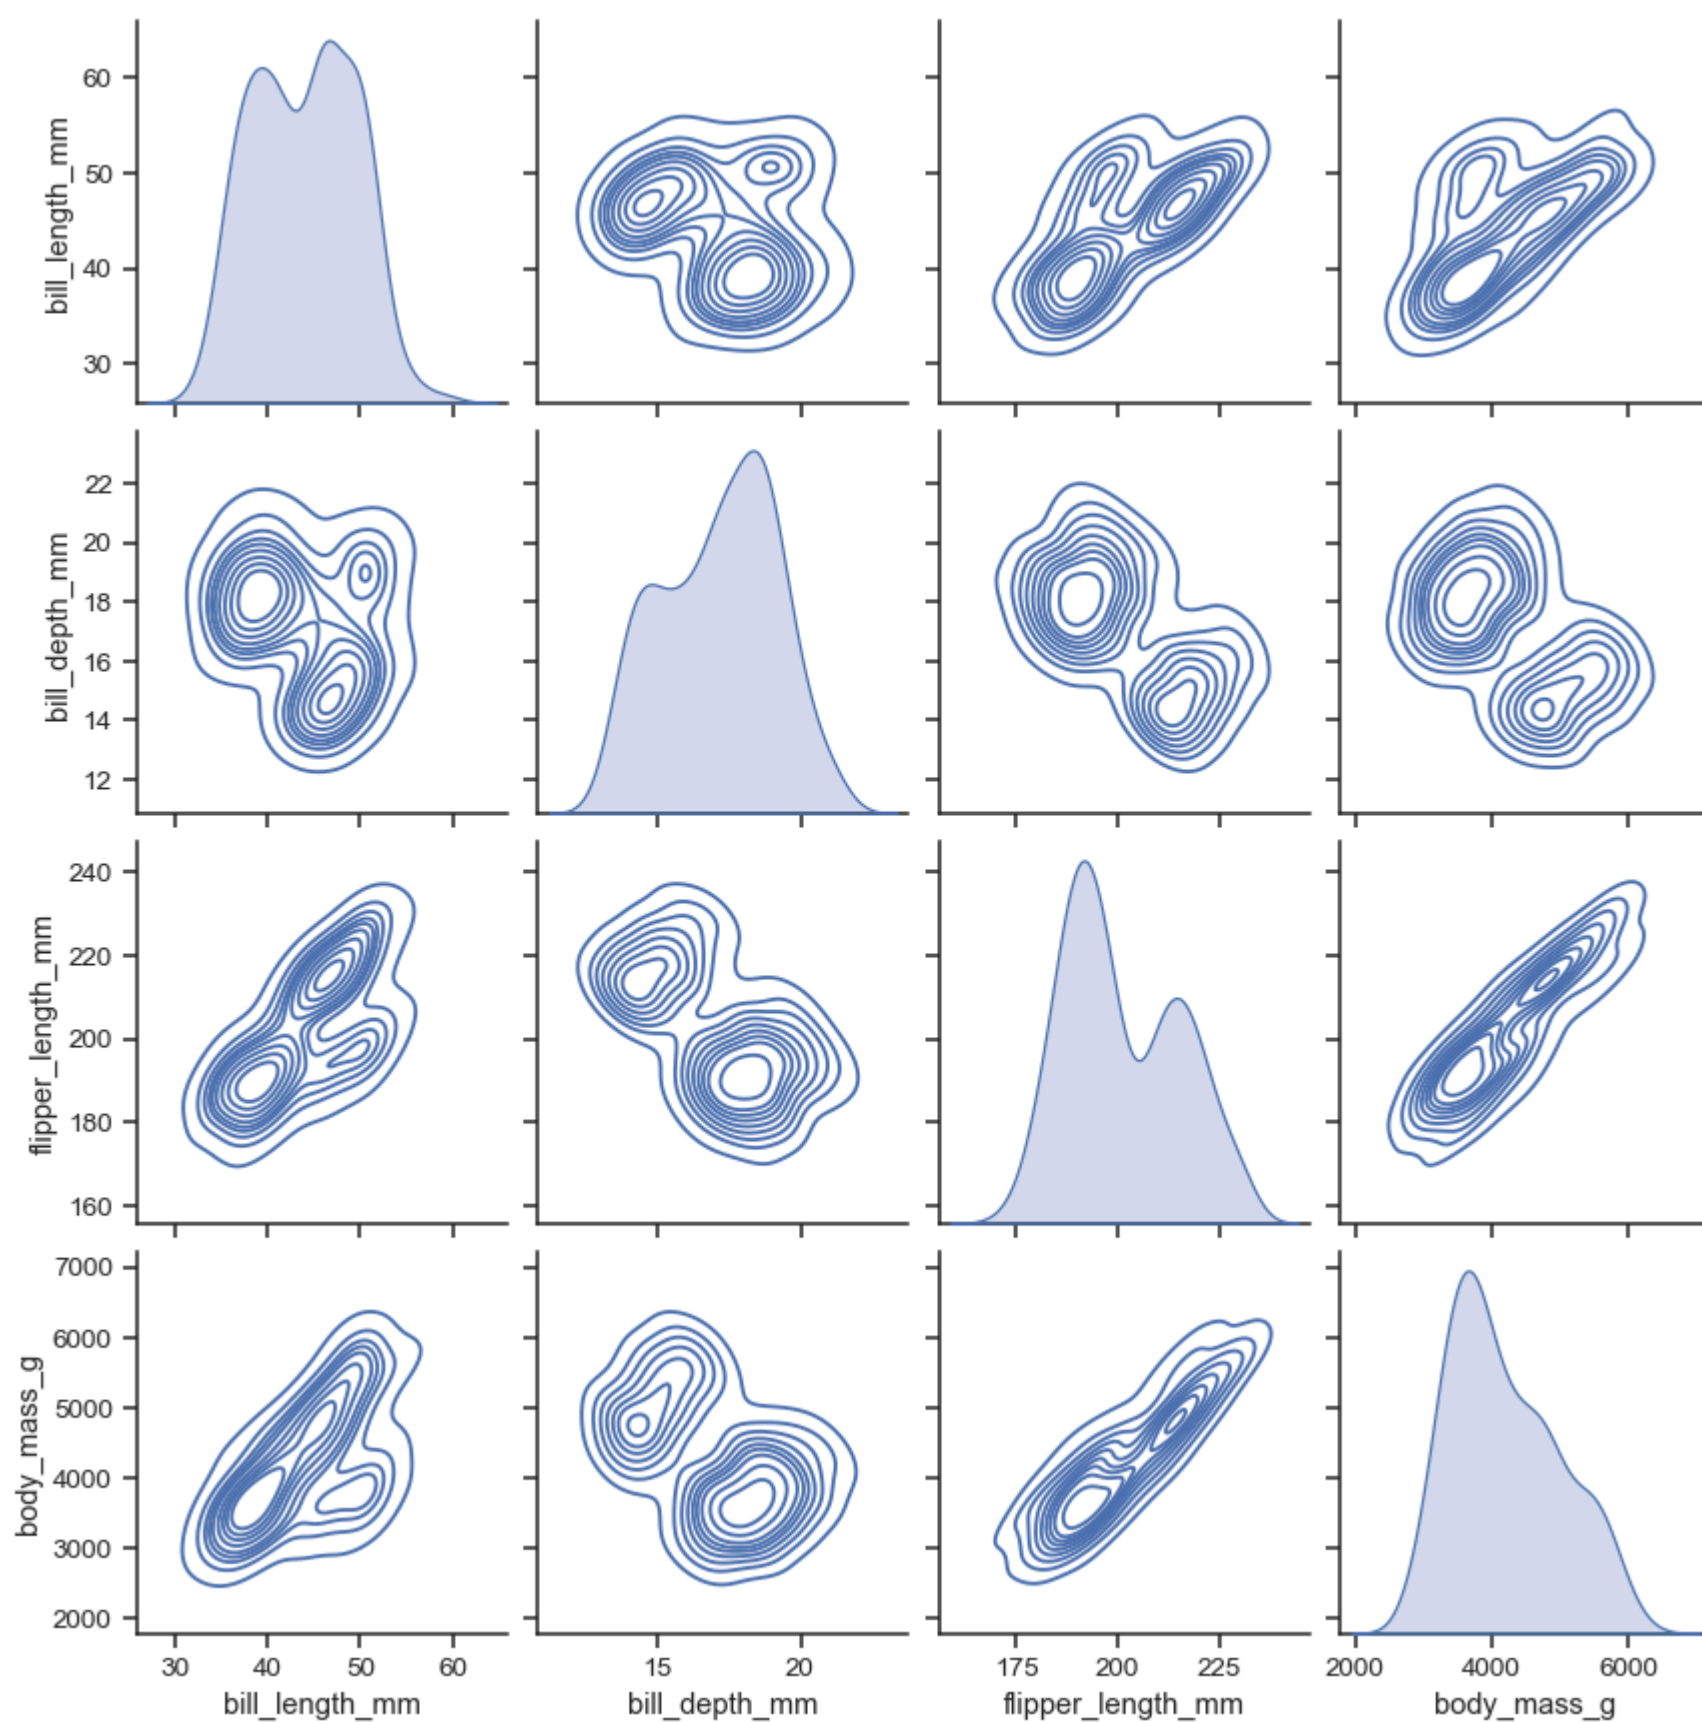 60
50
40
30
bill_length_mm
22
20
18
16
14
12
bill_depth_mm
240
220
200
180
160
flipper_length_mm
7000
6000
5000
4000
3000
2000
body_mass_g
30 40 50 60
15 20
175 200 225
2000 4000 6000
bill_length_mm
bill_depth_mm
flipper_length_mm
body_mass_g